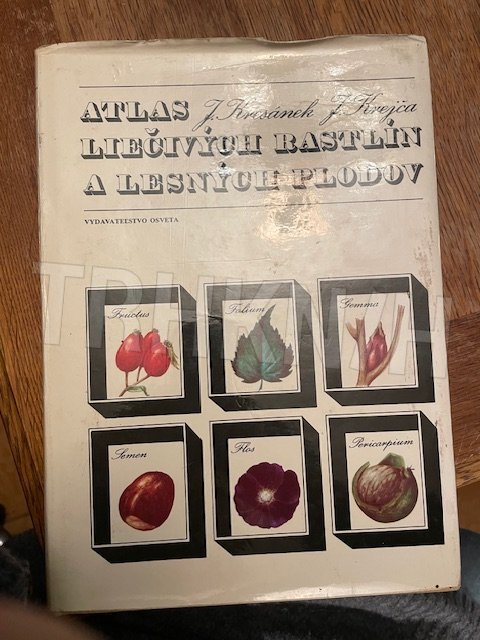 ATLAS J. Kresánek J. Krejča
LIEČIVÝCH RASTLÍN
A LESNÝCH PLODOV
VYDAVATEĽSTVO OSVETA
Fructus
Folium
Gemma
Semen
Flos
Pericarpium